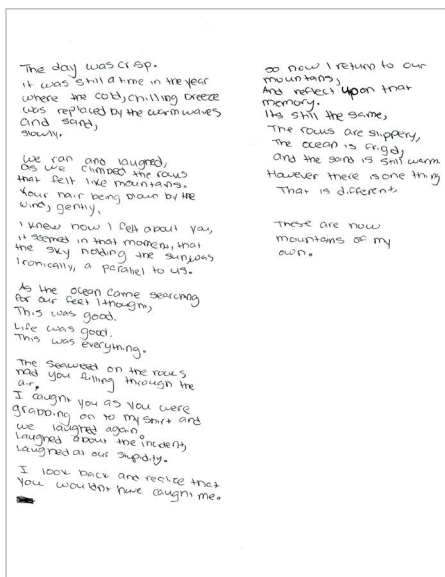 The day was crisp.
it was still a time in the year
where the cold, chilling breeze
was replaced by the warm waves
and sand,
slowly.
We ran and laughed,
as we climbed the rocks
that felt like mountains.
Your hair being blown by the
wind, gently.
I knew how I felt about you,
it seemed in that moment, that
the sky holding the sun, was
Ironically, a parallel to us.
As the ocean came searching
for our feet I thought,
This was good.
Life was good.
This was everything.
The seaweed on the rocks
had you falling through the
air,
I caught you as you were
grabbing on to my shirt and
we laughed again.
Laughed about the incident,
Laughed at our stupidity.
I look back and realize that
you wouldnt have caught me.
so now I return to our
mountains,
And reflect upon that
memory.
Its still the same,
The rocks are slippery,
The ocean is frigid,
and the sand is still warm.
However there is one thing
That is different,
These are now
mountains of my
own.